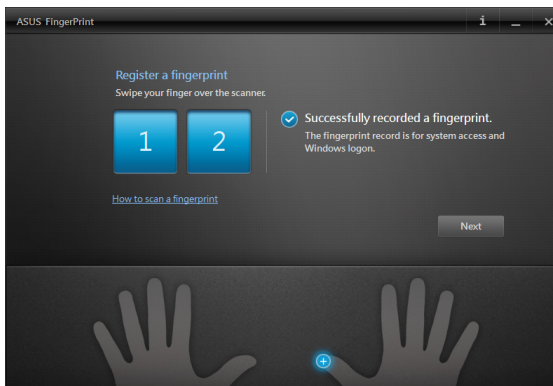 ASUS FingerPrint
Register a fingerprint
Swipe your finger over the scanner.
1 2
Successfully recorded a fingerprint.
The fingerprint record is for system access and
Windows logon.
How to scan a fingerprint
Next